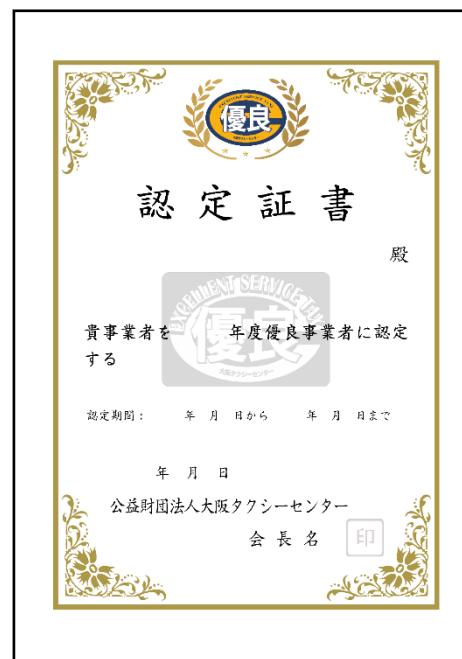 優良
認定証書
殿
EXCELLENT SERVICE TAXI
優良
大阪タクシーセンター
貴事業者を　　　年度優良事業者に認定
する
認定期間：　　年　月　日から　　年　月　日まで
年　月　日
公益財団法人大阪タクシーセンター
会長名　印